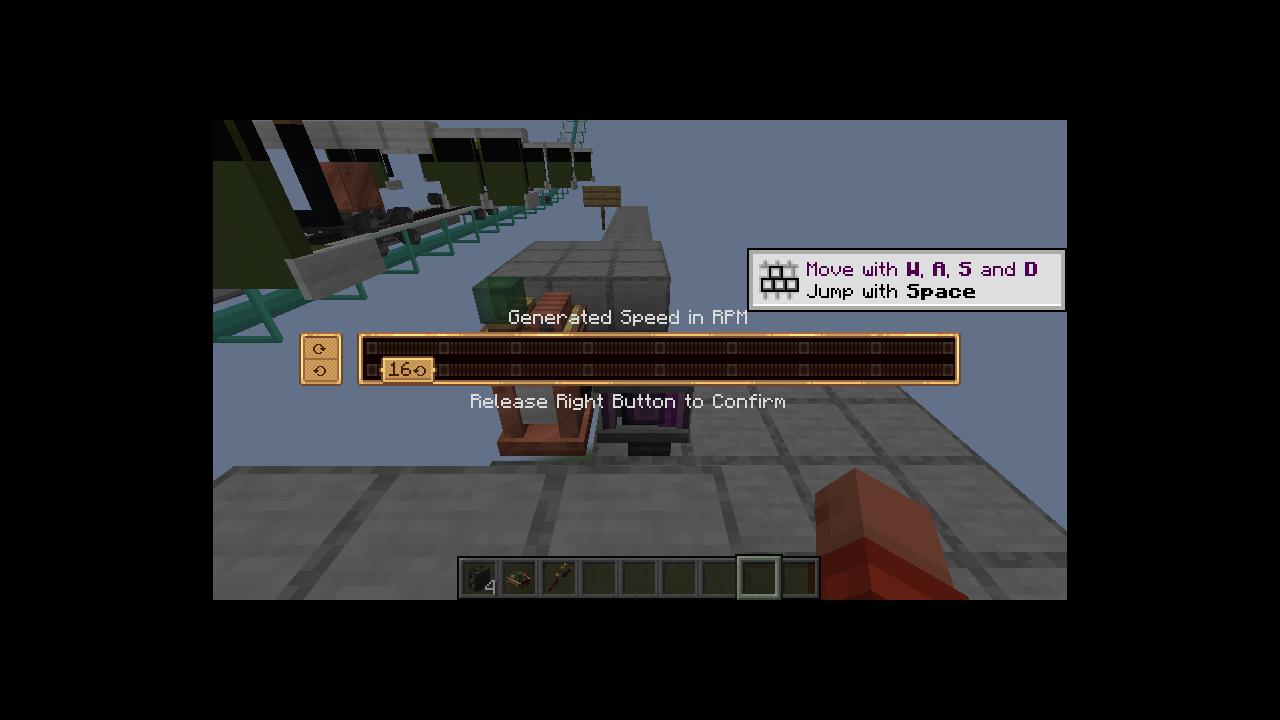 Move with W, A, S and D
Jump with Space
Generated Speed in RPM
16
Release Right Button to Confirm
4